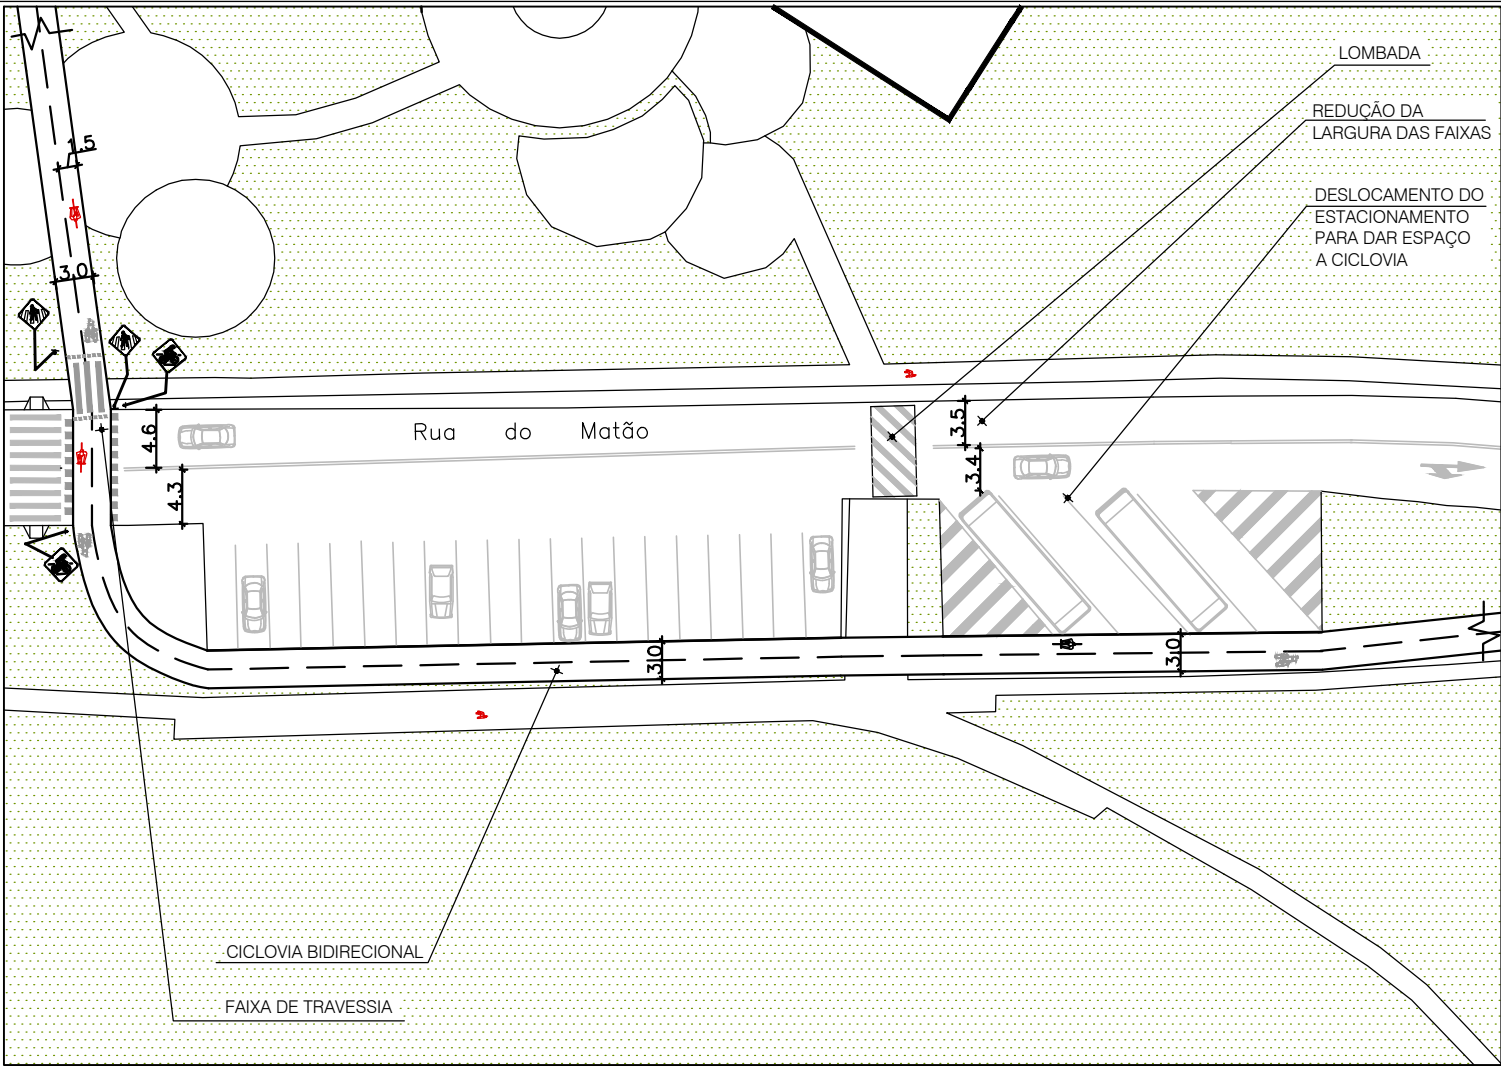 LOMBADA
REDUÇÃO DA
LARGURA DAS FAIXAS
DESLOCAMENTO DO
ESTACIONAMENTO
PARA DAR ESPAÇO
A CICLOVIA
1.5
3.0
4.6
Rua do Matão
3.5
3.4
4.3
3.0
3.0
CICLOVIA BIDIRECIONAL
FAIXA DE TRAVESSIA